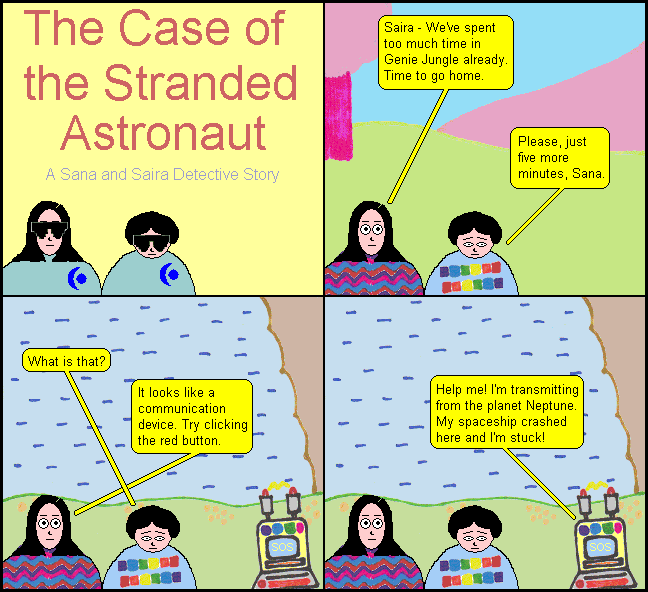 The Case of
the Stranded
Astronaut
A Sana and Saira Detective Story
Saira - We've spent
too much time in
Genie Jungle already.
Time to go home.
Please, just
five more
minutes, Sana.
What is that?
It looks like a
communication
device. Try clicking
the red button.
SOS
Help me! I'm transmitting
from the planet Neptune.
My spaceship crashed
here and I'm stuck!
SOS